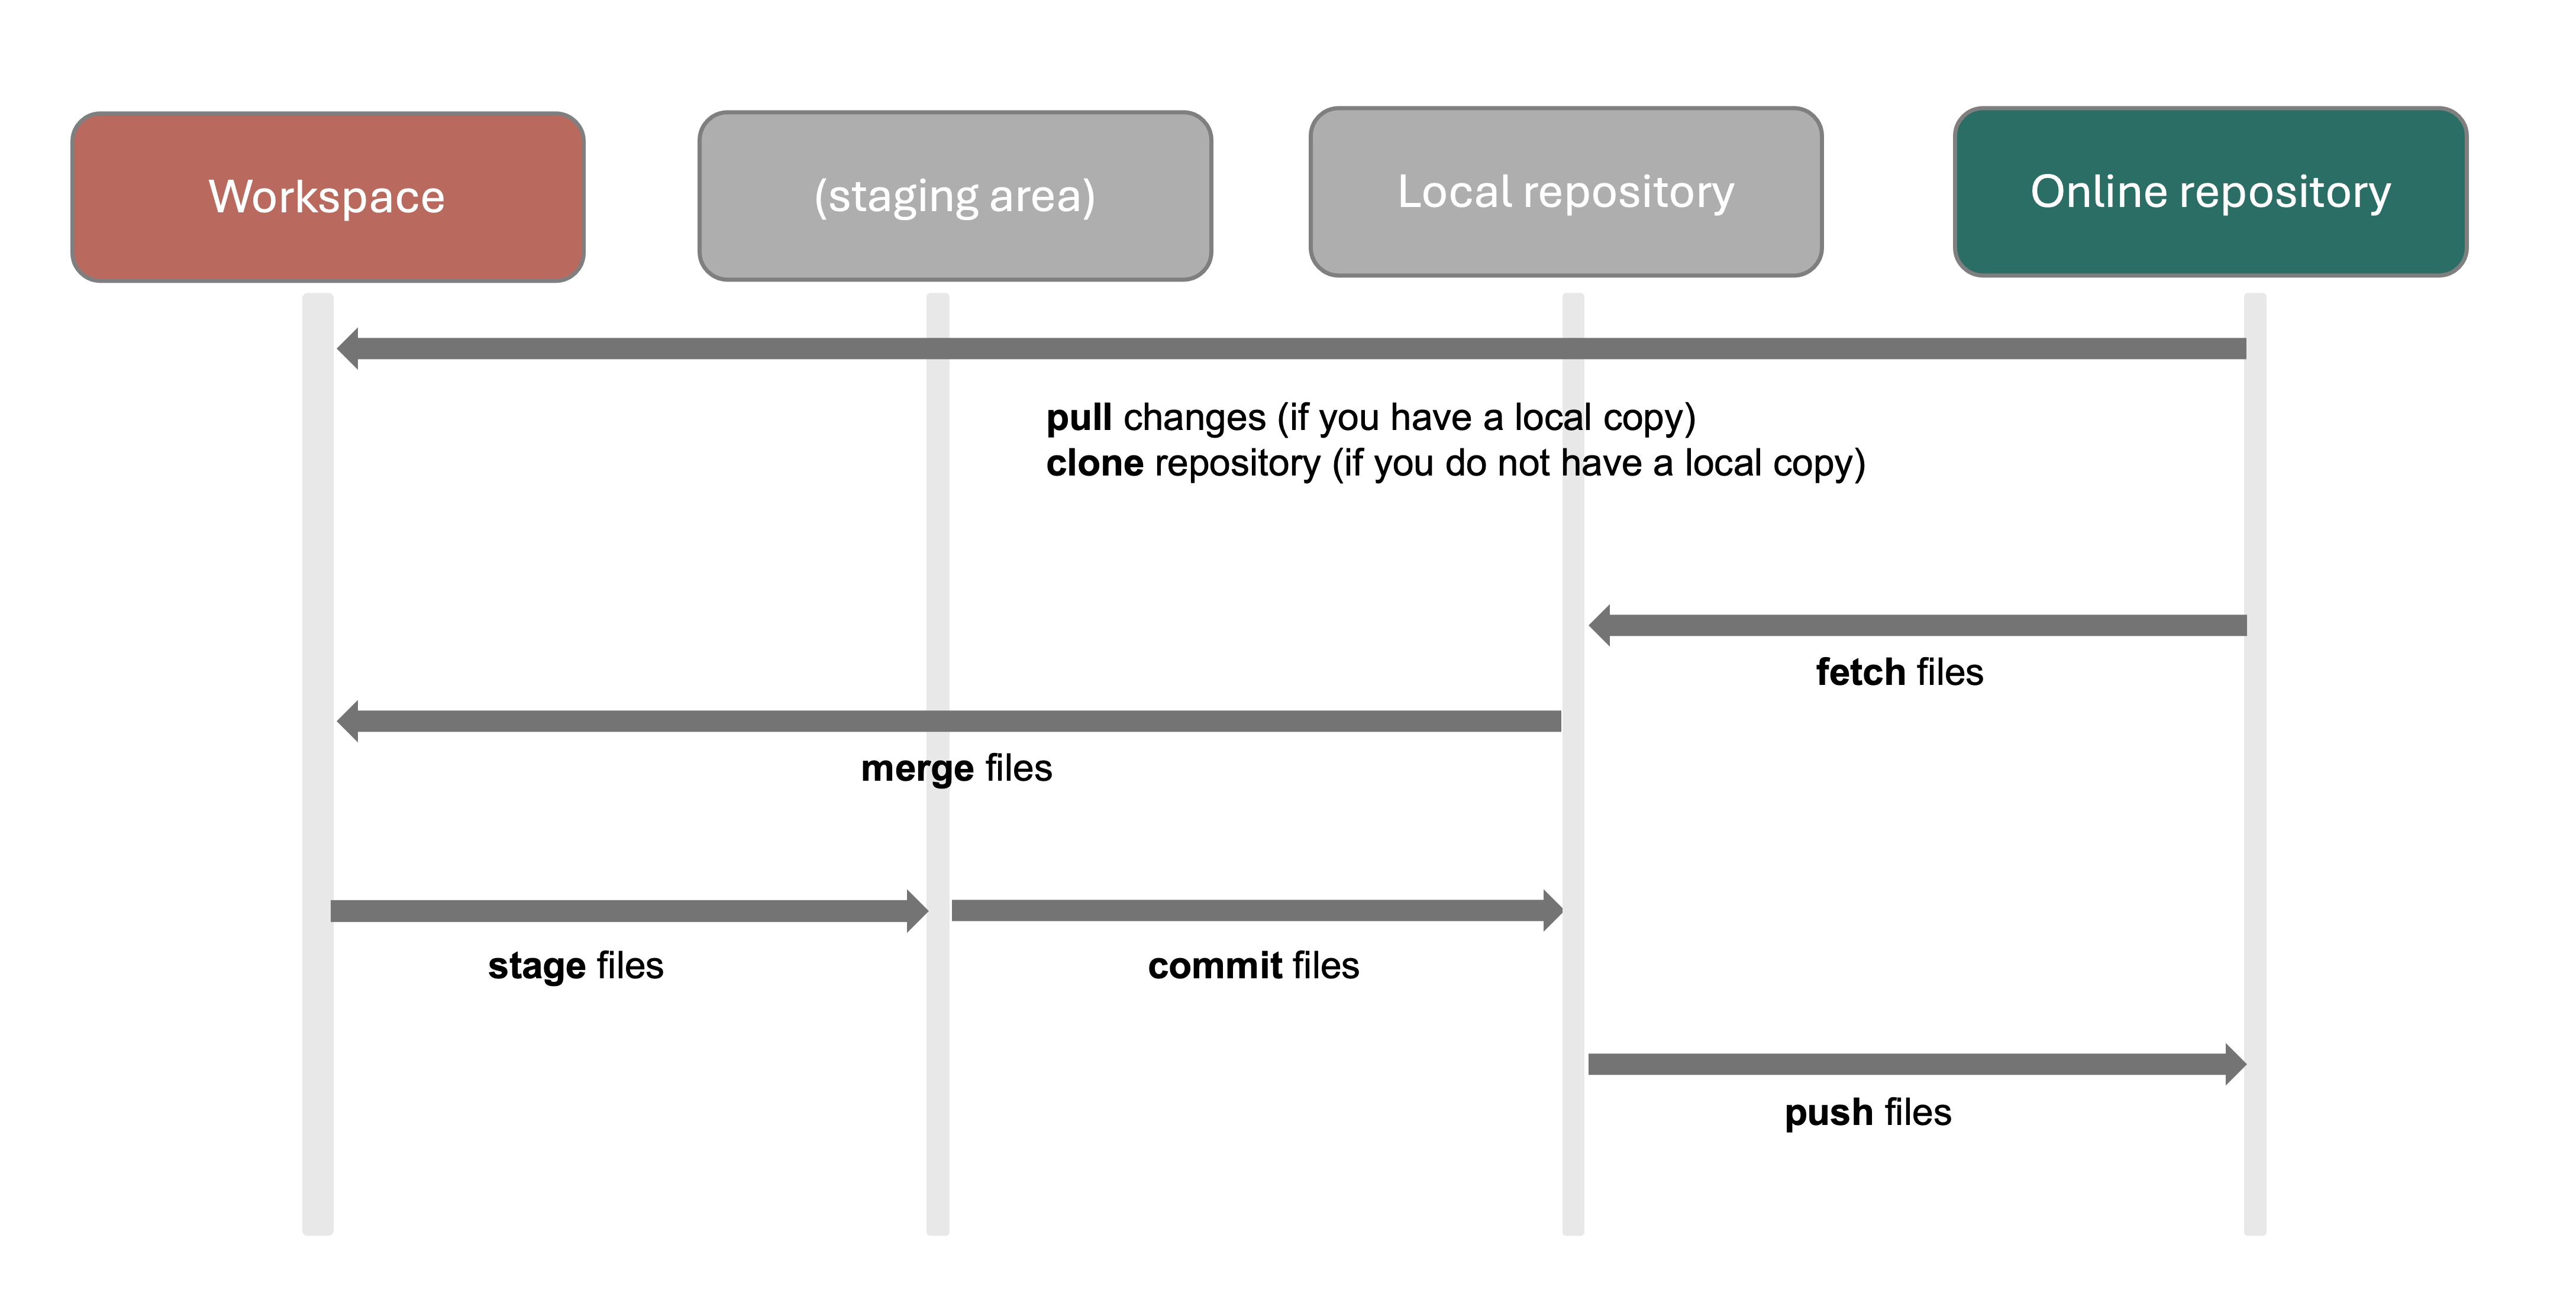 Workspace
(staging area)
Local repository
Online repository
pull changes (if you have a local copy)
clone repository (if you do not have a local copy)
fetch files
merge files
stage files
commit files
push files